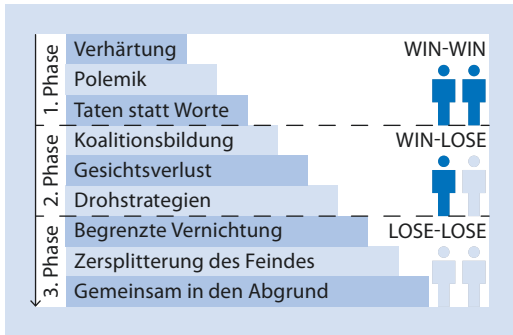 1. Phase
Verhärtung
WIN-WIN
Polemik
Taten statt Worte
2. Phase
Koalitionsbildung
WIN-LOSE
Gesichtsverlust
Drohstrategien
3. Phase
Begrenzte Vernichtung
LOSE-LOSE
Zersplitterung des Feindes
Gemeinsam in den Abgrund